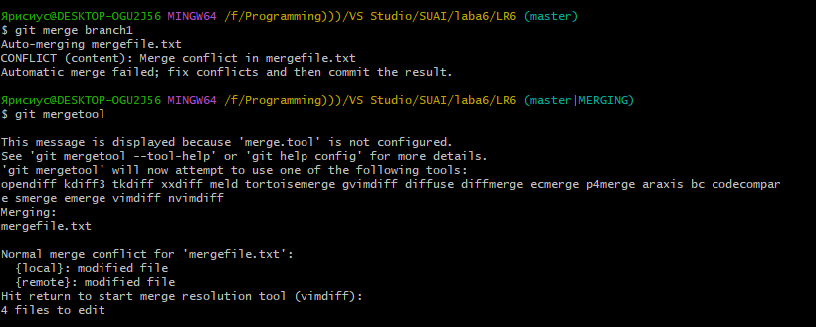 Ярисиус@DESKTOP-OGU2J56 MINGW64 /f/Programming)))/VS Studio/SUAI/laba6/LR6 (master)
$ git merge branch1
Auto-merging mergefile.txt
CONFLICT (content): Merge conflict in mergefile.txt
Automatic merge failed; fix conflicts and then commit the result.
Ярисиус@DESKTOP-OGU2J56 MINGW64 /f/Programming)))/VS Studio/SUAI/laba6/LR6 (master|MERGING)
$ git mergetool
This message is displayed because 'merge.tool' is not configured.
See 'git mergetool --tool-help' or 'git help config' for more details.
'git mergetool' will now attempt to use one of the following tools:
opendiff kdiff3 tkdiff xxdiff meld tortoisemerge gvimdiff diffuse diffmerge ecmerge p4merge araxis bc codecompar
e smerge emerge vimdiff nvimdiff
Merging:
mergefile.txt
Normal merge conflict for 'mergefile.txt':
{local}: modified file
{remote}: modified file
Hit return to start merge resolution tool (vimdiff):
4 files to edit